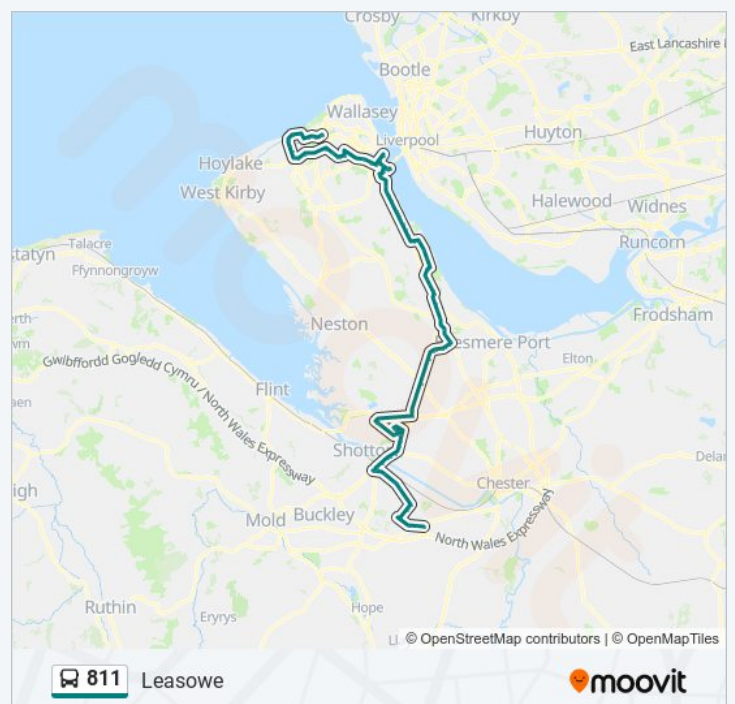 Crosby
Kirkby
East Lancashire
Bootle
Wallasey
Liverpool
Huyton
Hoylake
West Kirby
Halewood
Widnes
Runcorn
Talacre
statyn
Ffynnongroyw
Neston
Frodsham
esmere Port
Elton
Gwibffordd Gogledd Cymru / North Wales Expressway
Flint
Shotton
Chester
Mold
Buckley
North Wales Expressway
Hope
Ruthin
Eryrys
© OpenStreetMap contributors | © OpenMapTiles
811 Leasowe
moovit